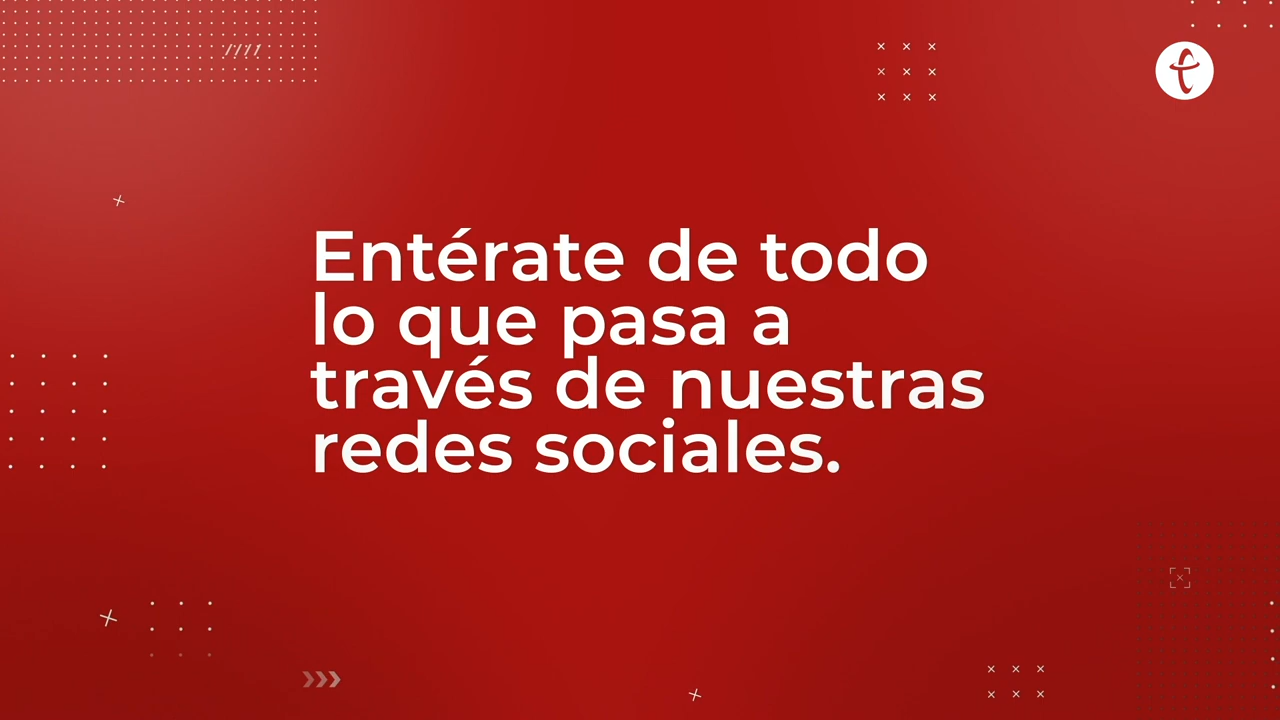 Entérate de todo
lo que pasa a
través de nuestras
redes sociales.